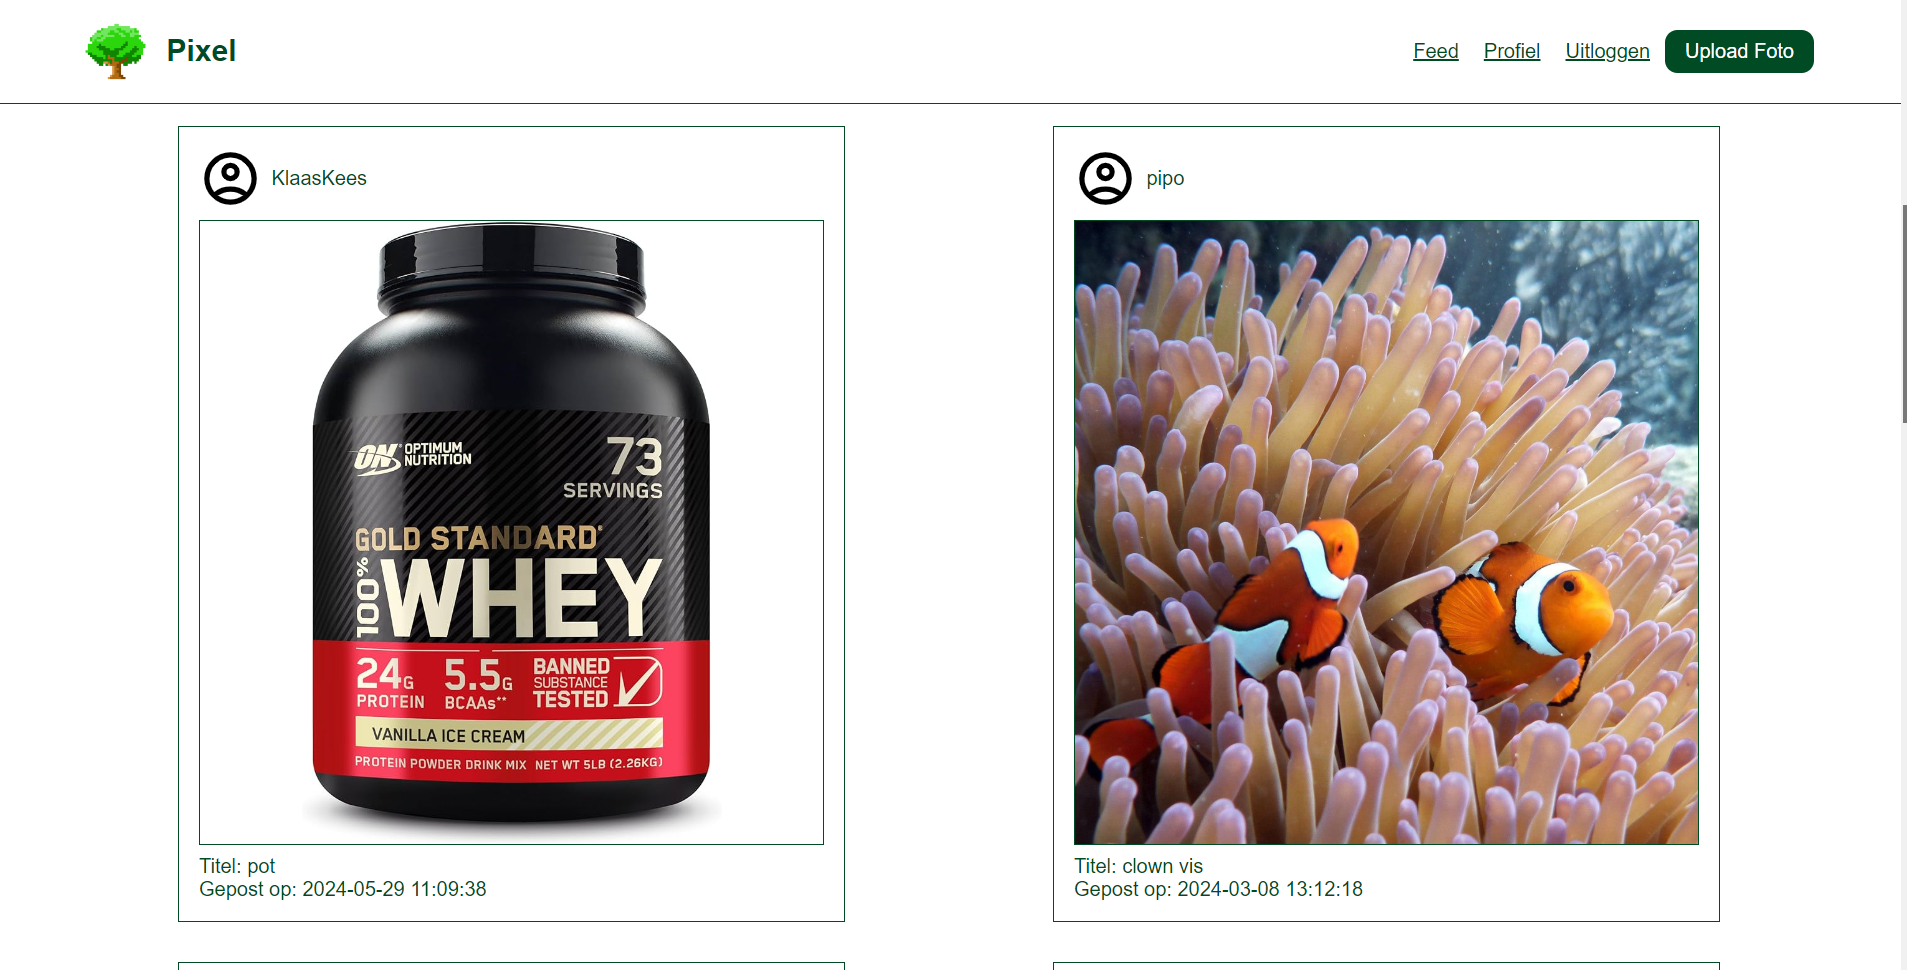 Pixel
Feed Profiel Uitloggen Upload Foto
KlaasKees
ON OPTIMUM NUTRITION
73
SERVINGS
GOLD STANDARD
100% WHEY
24G PROTEIN
5.5G BCAAs**
BANNED SUBSTANCE TESTED
VANILLA ICE CREAM
PROTEIN POWDER DRINK MIX NET WT 5LB (2.26KG)
Titel: pot
Gepost op: 2024-05-29 11:09:38
pipo
Titel: clown vis
Gepost op: 2024-03-08 13:12:18